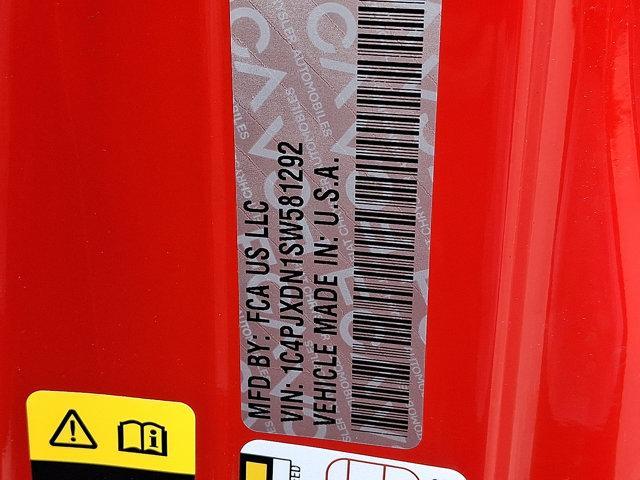 MFD BY: FCA US LLC
VIN: 1C4PJXDN1SW581292
VEHICLE MADE IN: U.S.A.